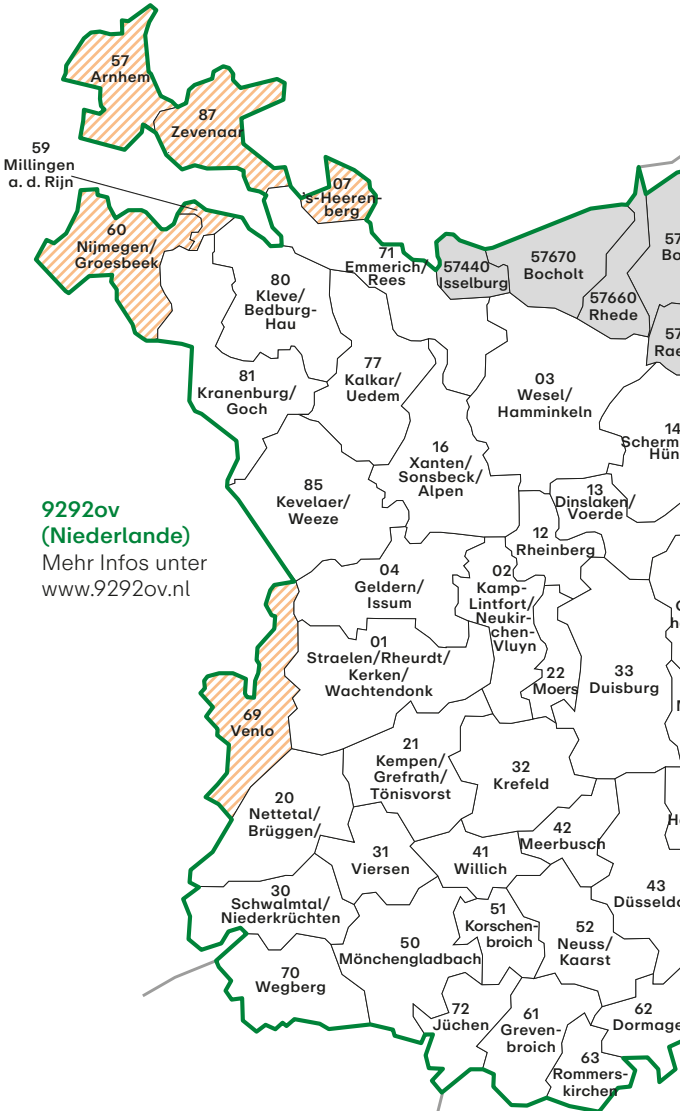 57
Arnhem
87
Zevenaar
59
Millingen
a. d. Rijn
07
's-Heeren-
berg
60
Nijmegen/
Groesbeek
71
Emmerich/
Rees
57440
Isselburg
57670
Bocholt
57660
Rhede
80
Kleve/
Bedburg-
Hau
77
Kalkar/
Uedem
81
Kranenburg/
Goch
03
Wesel/
Hamminkeln
16
Xanten/
Sonsbeck/
Alpen
85
Kevelaer/
Weeze
13
Dinslaken/
Voerde
12
Rheinberg
9292ov
(Niederlande)
Mehr Infos unter
www.9292ov.nl
04
Geldern/
Issum
02
Kamp-
Lintfort/
Neukir-
chen-
Vluyn
01
Straelen/Rheurdt/
Kerken/
Wachtendonk
22
Moers
33
Duisburg
69
Venlo
21
Kempen/
Grefrath/
Tönisvorst
32
Krefeld
20
Nettetal/
Brüggen/
42
Meerbusch
31
Viersen
41
Willich
30
Schwalmtal/
Niederkrüchten
43
51
Korschen-
broich
52
Neuss/
Kaarst
50
Mönchengladbach
70
Wegberg
72
Jüchen
61
Greven-
broich
62
63
Rommers-
kirchen